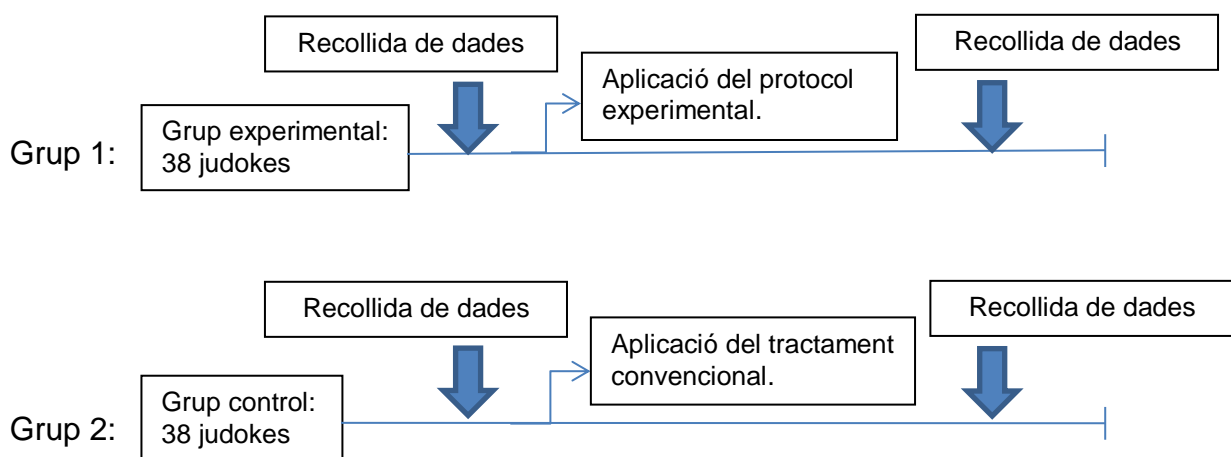 Recollida de dades
Recollida de dades
Aplicació del protocol
experimental.
Grup 1:
Grup experimental:
38 judokes
Recollida de dades
Recollida de dades
Aplicació del tractament
convencional.
Grup 2:
Grup control:
38 judokes